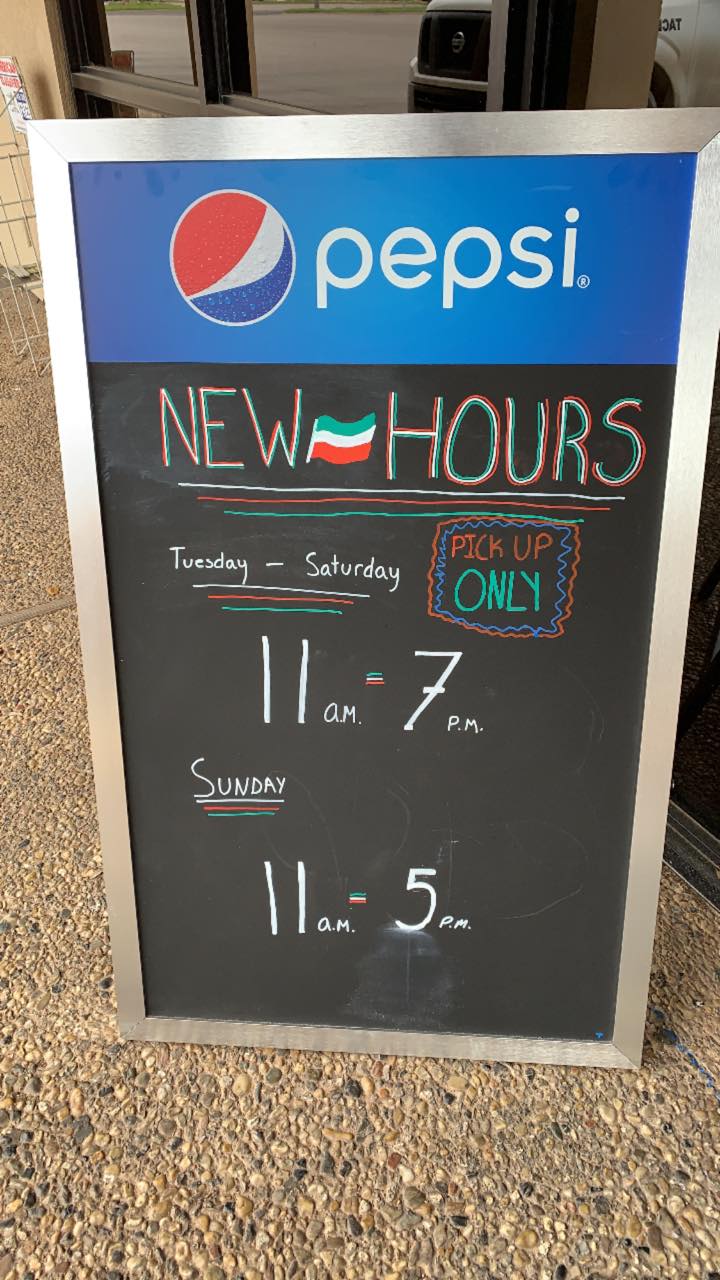 pepsi®
NEW HOURS
PICK UP
ONLY
Tuesday - Saturday
11 a.m. = 7 P.M.
SUNDAY
11 a.m. = 5 P.M.